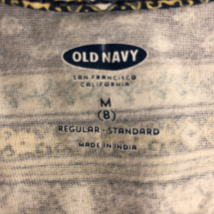 OLD NAVY
SAN FRANCISCO
CALIFORNIA
M
(8)
REGULAR - STANDARD
MADE IN INDIA